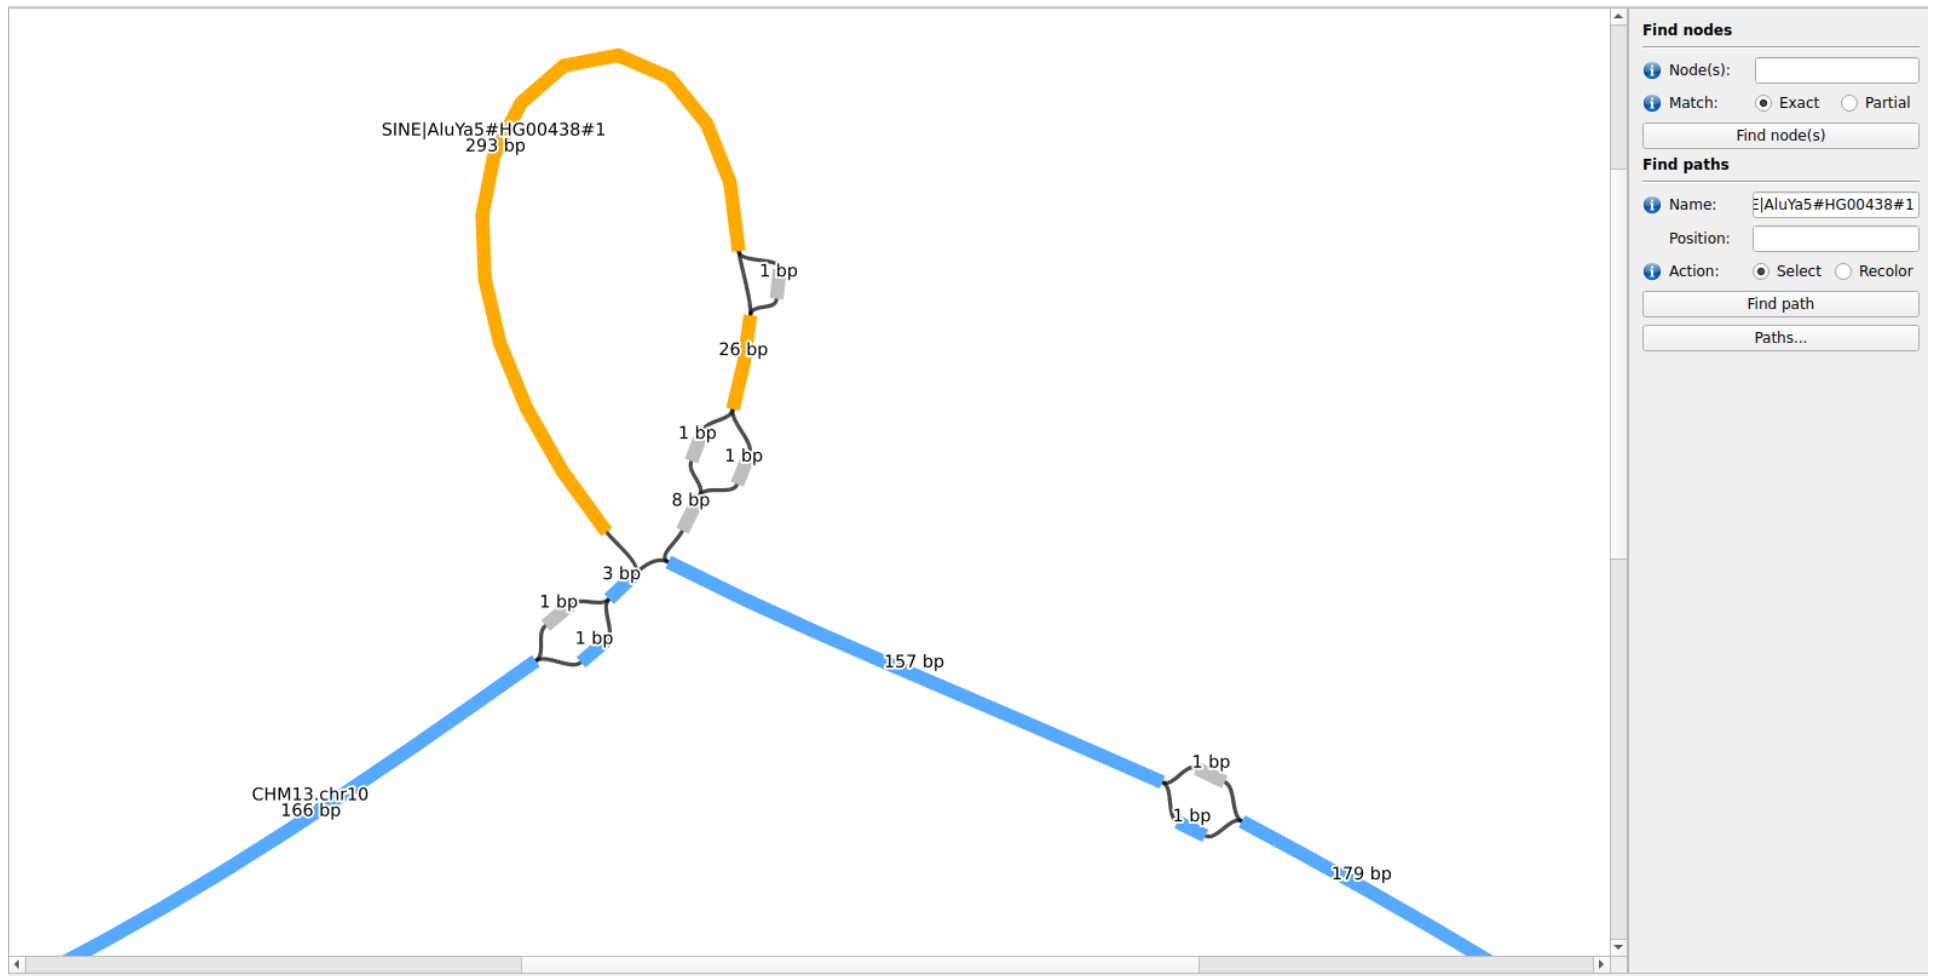 SINE|AluYa5#HG00438#1
293 bp
1 bp
26 bp
1 bp
1 bp
8 bp
3 bp
1 bp
1 bp
157 bp
1 bp
CHM13.chr10
166 bp
1 bp
179 bp
Find nodes
Node(s):
Match: Exact Partial
Find node(s)
Find paths
Name: E|AluYa5#HG00438#1
Position:
Action: Select Recolor
Find path
Paths...